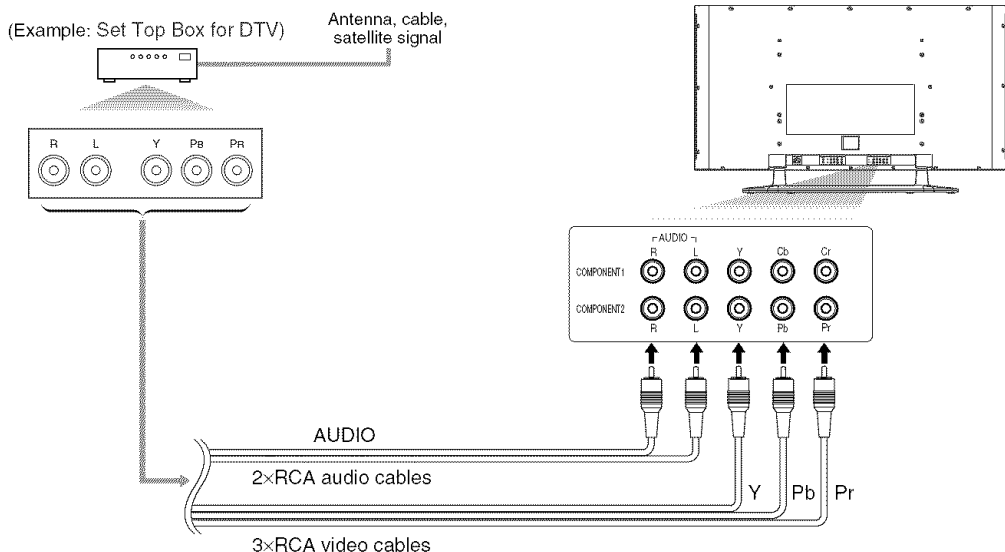 (Example: Set Top Box for DTV)
Antenna, cable,
satellite signal
R L Y PB PR
AUDIO
R L Y Cb Cr
COMPONENT1
COMPONENT2
R L Y Pb Pr
AUDIO
2×RCA audio cables
Y Pb Pr
3×RCA video cables